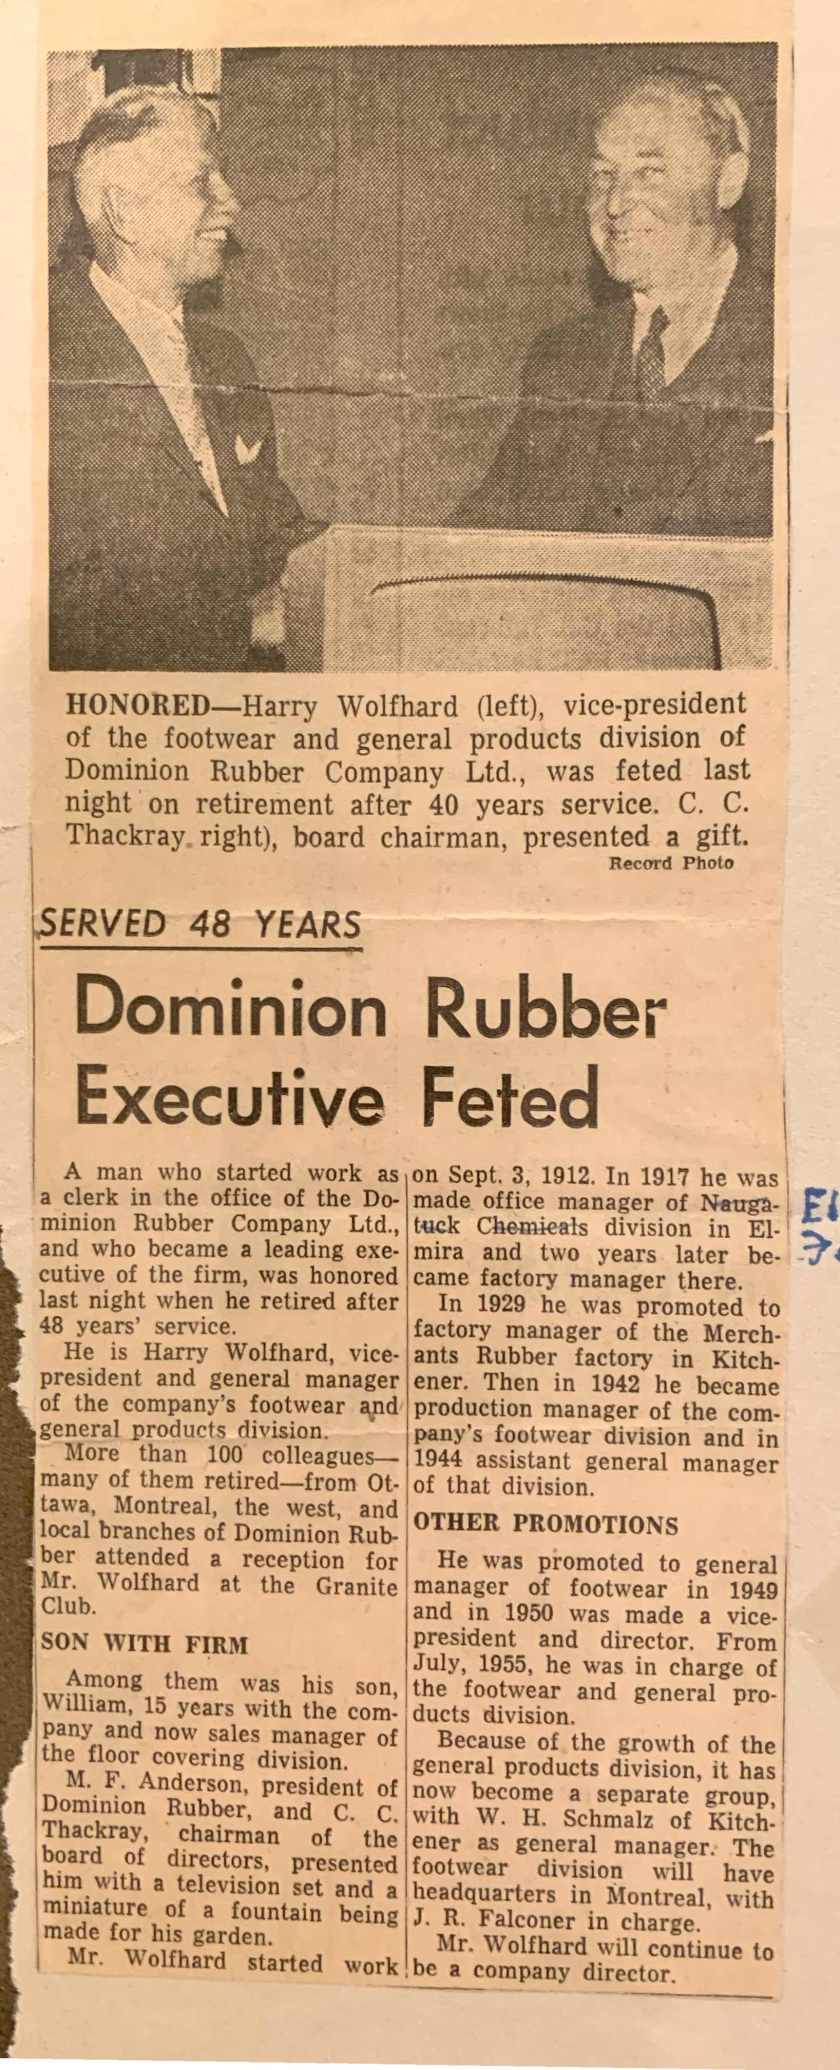 HONORED—Harry Wolfhard (left), vice-president
of the footwear and general products division of
Dominion Rubber Company Ltd., was feted last
night on retirement after 40 years service. C. C.
Thackray. right), board chairman, presented a gift.
Record Photo
SERVED 48 YEARS
Dominion Rubber
Executive Feted
A man who started work as
a clerk in the office of the Do-
minion Rubber Company Ltd.,
and who became a leading exe-
cutive of the firm, was honored
last night when he retired after
48 years' service.
He is Harry Wolfhard, vice-
president and general manager
of the company's footwear and
general products division.
More than 100 colleagues—
many of them retired—from Ot-
tawa, Montreal, the west, and
local branches of Dominion Rub-
ber attended a reception for
Mr. Wolfhard at the Granite
Club.
SON WITH FIRM
Among them was his son,
William, 15 years with the com-
pany and now sales manager of
the floor covering division.
M. F. Anderson, president of
Dominion Rubber, and C. C.
Thackray, chairman of the
board of directors, presented
him with a television set and a
miniature of a fountain being
made for his garden.
Mr. Wolfhard started work
on Sept. 3, 1912. In 1917 he was
made office manager of Nauga-
tuck Chemicals division in El-
mira and two years later be-
came factory manager there.
In 1929 he was promoted to
factory manager of the Merch-
ants Rubber factory in Kitch-
ener. Then in 1942 he became
production manager of the com-
pany's footwear division and in
1944 assistant general manager
of that division.
OTHER PROMOTIONS
He was promoted to general
manager of footwear in 1949
and in 1950 was made a vice-
president and director. From
July, 1955, he was in charge of
the footwear and general pro-
ducts division.
Because of the growth of the
general products division, it has
now become a separate group,
with W. H. Schmalz of Kitch-
ener as general manager. The
footwear division will have
headquarters in Montreal, with
J. R. Falconer in charge.
Mr. Wolfhard will continue to
be a company director.